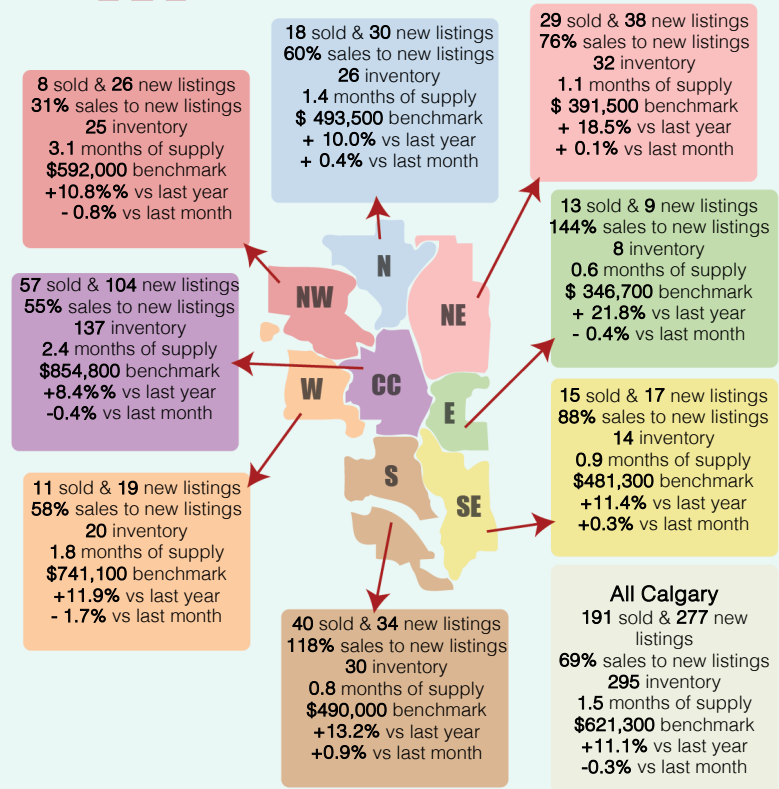 8 sold & 26 new listings
31% sales to new listings
25 inventory
3.1 months of supply
$592,000 benchmark
+10.8%% vs last year
- 0.8% vs last month
18 sold & 30 new listings
60% sales to new listings
26 inventory
1.4 months of supply
$ 493,500 benchmark
+ 10.0% vs last year
+ 0.4% vs last month
29 sold & 38 new listings
76% sales to new listings
32 inventory
1.1 months of supply
$ 391,500 benchmark
+ 18.5% vs last year
+ 0.1% vs last month
13 sold & 9 new listings
144% sales to new listings
8 inventory
0.6 months of supply
$ 346,700 benchmark
+ 21.8% vs last year
- 0.4% vs last month
57 sold & 104 new listings
55% sales to new listings
137 inventory
2.4 months of supply
$854,800 benchmark
+8.4%% vs last year
-0.4% vs last month
N
NW
NE
W
CC
E
S
SE
15 sold & 17 new listings
88% sales to new listings
14 inventory
0.9 months of supply
$481,300 benchmark
+11.4% vs last year
+0.3% vs last month
11 sold & 19 new listings
58% sales to new listings
20 inventory
1.8 months of supply
$741,100 benchmark
+11.9% vs last year
- 1.7% vs last month
40 sold & 34 new listings
118% sales to new listings
30 inventory
0.8 months of supply
$490,000 benchmark
+13.2% vs last year
+0.9% vs last month
All Calgary
191 sold & 277 new
listings
69% sales to new listings
295 inventory
1.5 months of supply
$621,300 benchmark
+11.1% vs last year
-0.3% vs last month